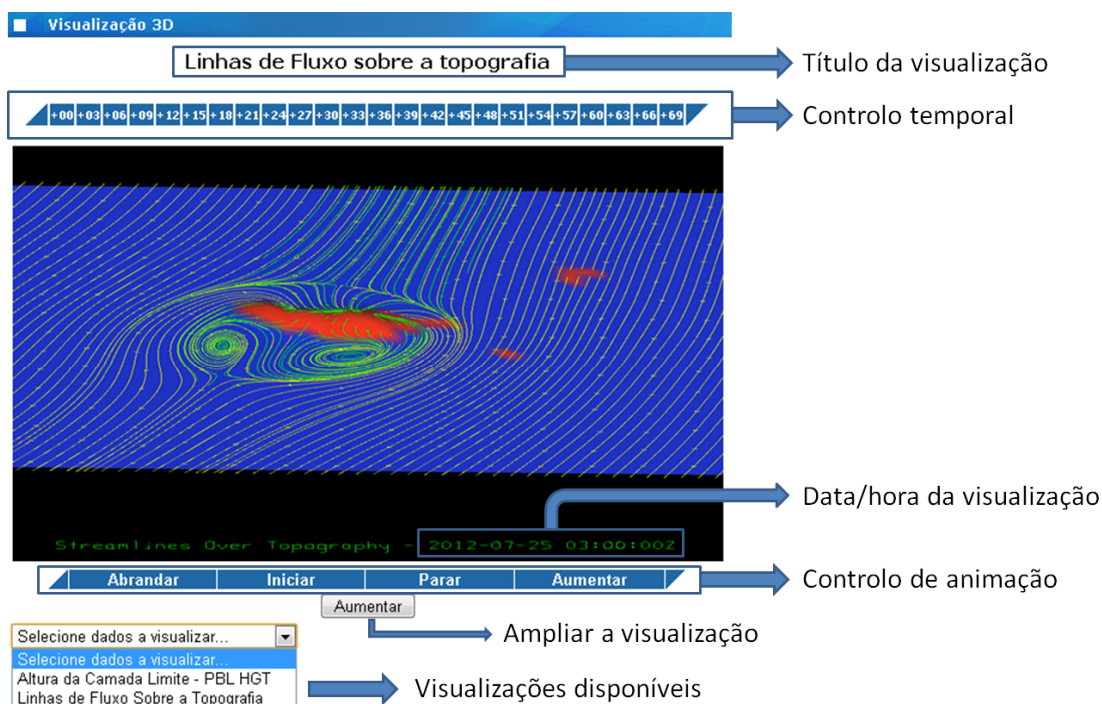 Visualização 3D
Linhas de Fluxo sobre a topografia
Título da visualização
+00 +03 +06 +09 +12 +15 +18 +21 +24 +27 +30 +33 +36 +39 +42 +45 +48 +51 +54 +57 +60 +63 +66 +69
Controlo temporal
Data/hora da visualização
Streamlines Over Topography - 2012-07-25 03:00:00Z
Abrandar Iniciar Parar Aumentar
Controlo de animação
Aumentar
Selecione dados a visualizar...
Ampliar a visualização
Selecione dados a visualizar...
Altura da Camada Limite - PBL HGT
Linhas de Fluxo Sobre a Topografia
Visualizações disponíveis